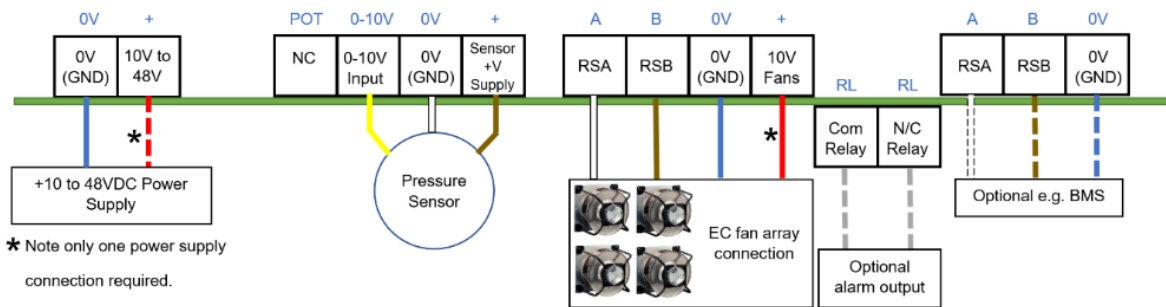 0V + POT 0-10V 0V + A B 0V + A B 0V
0V (GND)
10V to 48V
NC
0-10V Input
0V (GND)
Sensor +V Supply
RSA
RSB
0V (GND)
10V Fans
RL RL
Com Relay
N/C Relay
RSA
RSB
0V (GND)
*
+10 to 48VDC Power
Supply
* Note only one power supply
connection required.
Pressure
Sensor
*
EC fan array
connection
Optional
alarm output
Optional e.g. BMS